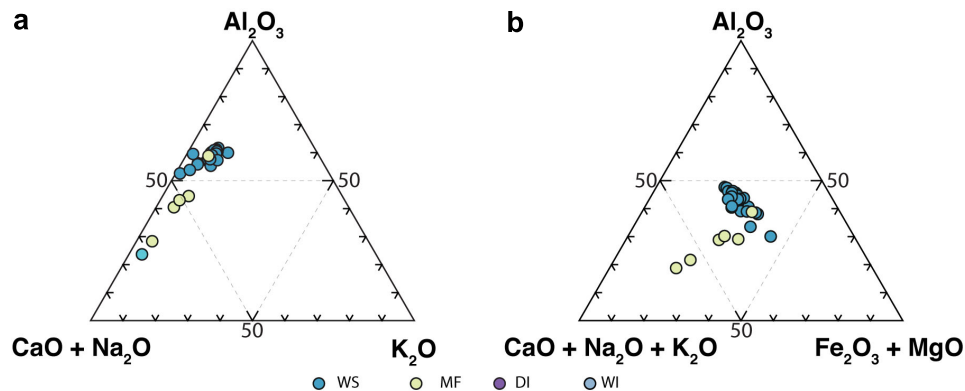 a
b
Al₂O₃
Al₂O₃
50
50
50
50
50
50
CaO + Na₂O
K₂O
CaO + Na₂O + K₂O
Fe₂O₃ + MgO
WS
MF
DI
WI